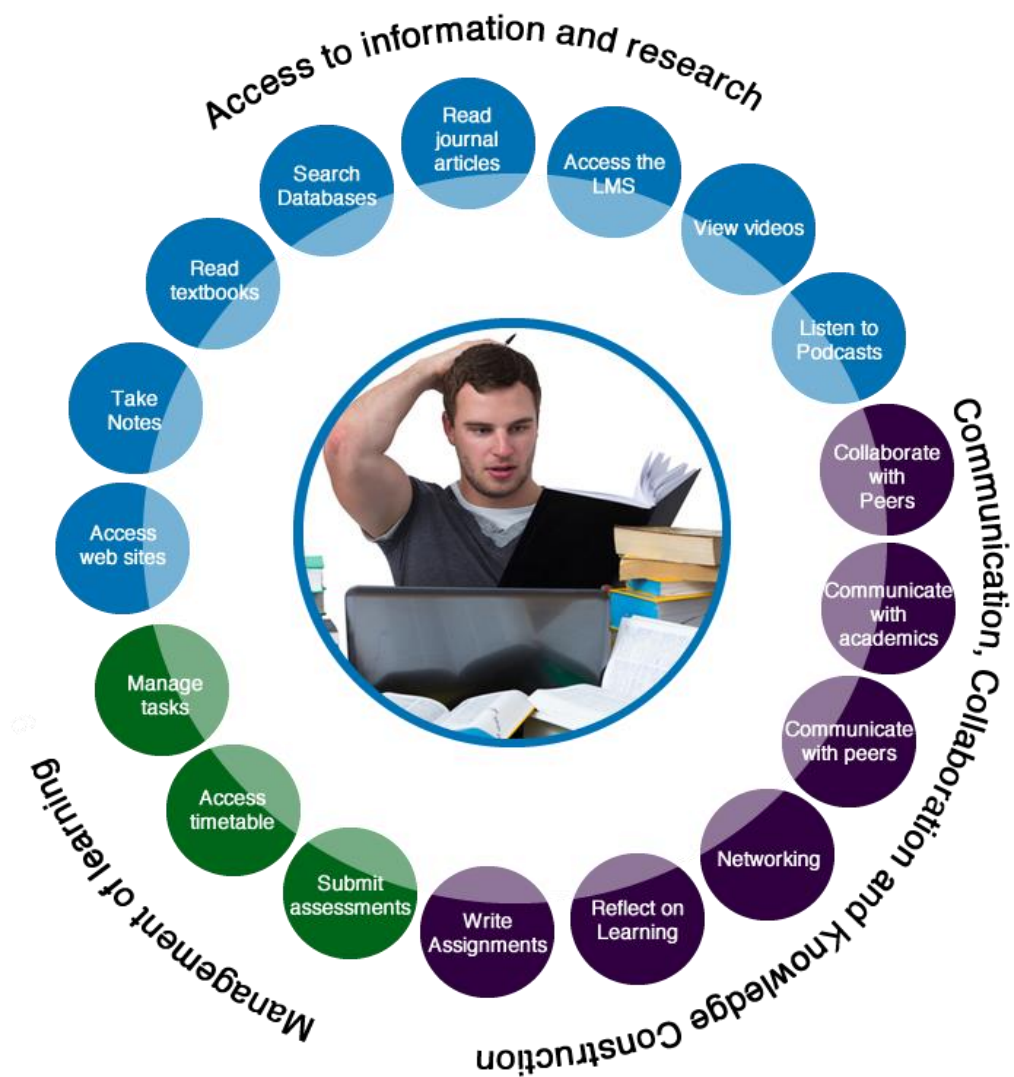 Access to information and research
Read
journal
articles
Access the
LMS
View videos
Listen to
Podcasts
Search
Databases
Read
textbooks
Take
Notes
Access
web sites
Communication, Collaboration and Knowledge Construction
Collaborate
with
Peers
Communicate
with
academics
Communicate
with peers
Networking
Reflect on
Learning
Write
Assignments
Management of learning
Manage
tasks
Access
timetable
Submit
assessments